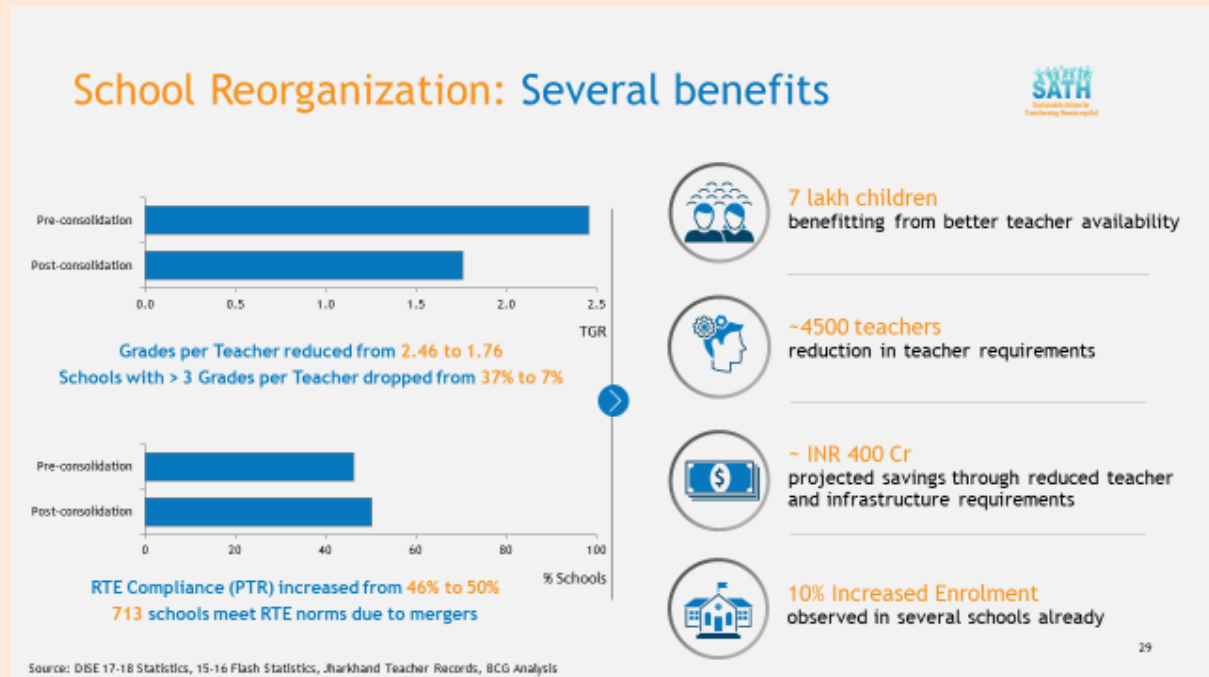 School Reorganization: Several benefits
SATH
Sustainable Action for
Transforming Human capital
Pre-consolidation
Post-consolidation
0.0 0.5 1.0 1.5 2.0 2.5
TGR
Grades per Teacher reduced from 2.46 to 1.76
Schools with > 3 Grades per Teacher dropped from 37% to 7%
Pre-consolidation
Post-consolidation
0 20 40 60 80 100
% Schools
RTE Compliance (PTR) increased from 46% to 50%
713 schools meet RTE norms due to mergers
7 lakh children
benefitting from better teacher availability
~4500 teachers
reduction in teacher requirements
$
~ INR 400 Cr
projected savings through reduced teacher
and infrastructure requirements
10% Increased Enrolment
observed in several schools already
29
Source: DISE 17-18 Statistics, 15-16 Flash Statistics, Jharkhand Teacher Records, BCG Analysis